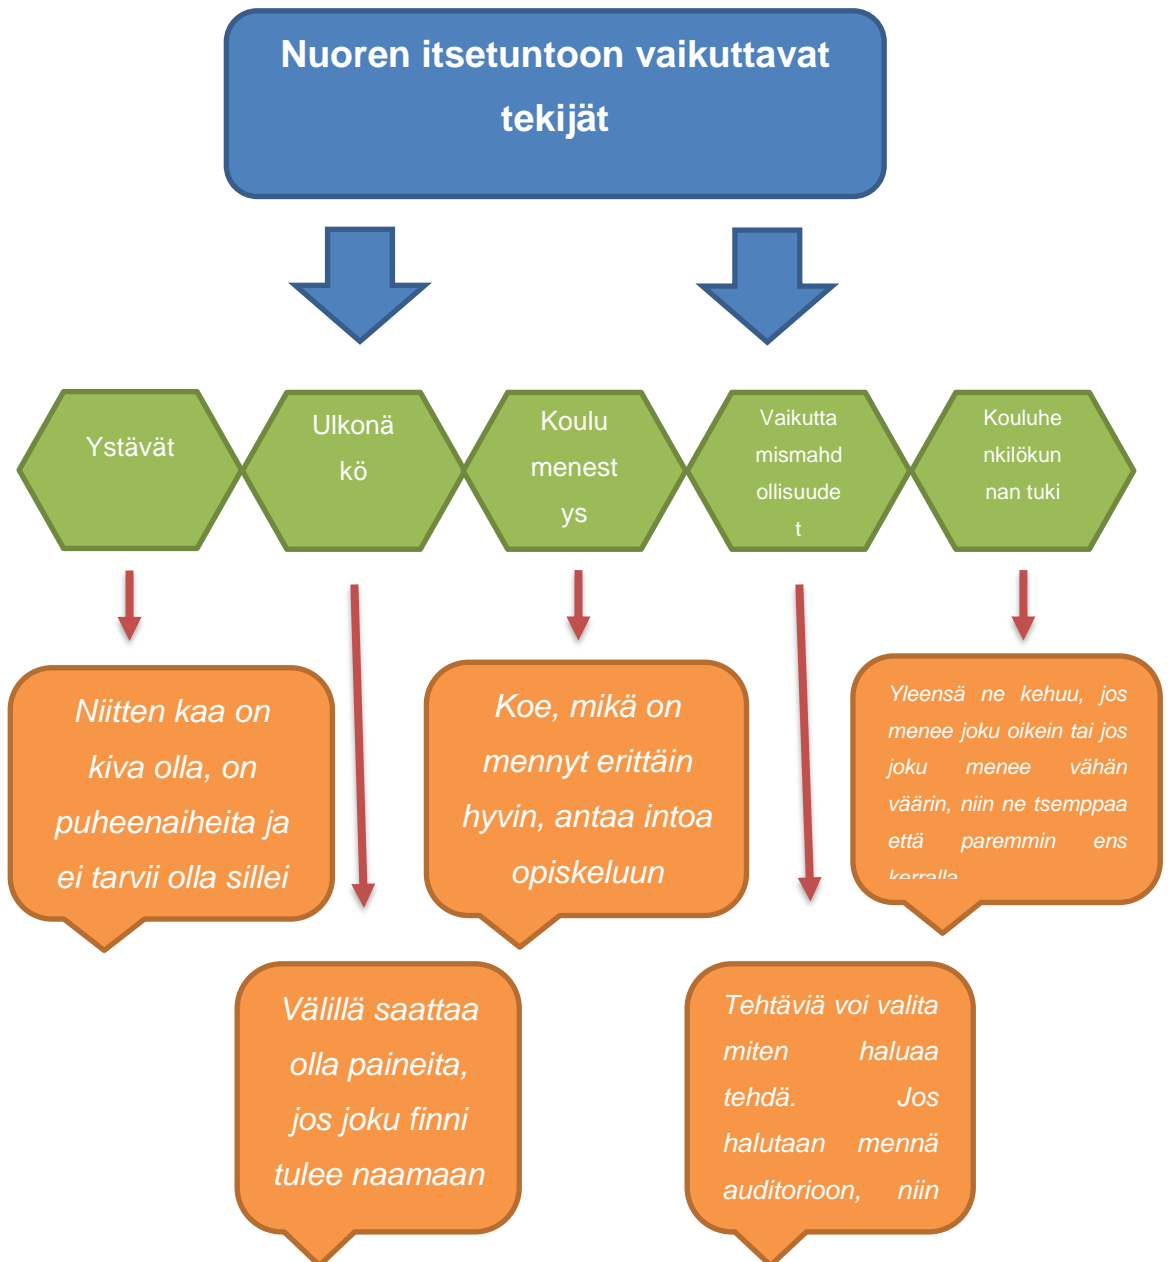 Nuoren itsetuntoon vaikuttavat
tekijät
Ystävät
Ulkonä
kö
Koulu
menest
ys
Vaikutta
mismahd
ollisuude
t
Kouluhe
nkilökun
nan tuki
Niitten kaa on
kiva olla, on
puheenaiheita ja
ei tarvii olla sillei
Koe, mikä on
mennyt erittäin
hyvin, antaa intoa
opiskeluun
Yleensä ne kehuu, jos
menee joku oikein tai jos
joku menee vähän
väärin, niin ne tsemppaa
että paremmin ens
kerralla
Välillä saattaa
olla paineita,
jos joku finni
tulee naamaan
Tehtäviä voi valita
miten haluaa
tehdä. Jos
halutaan mennä
auditorioon, niin